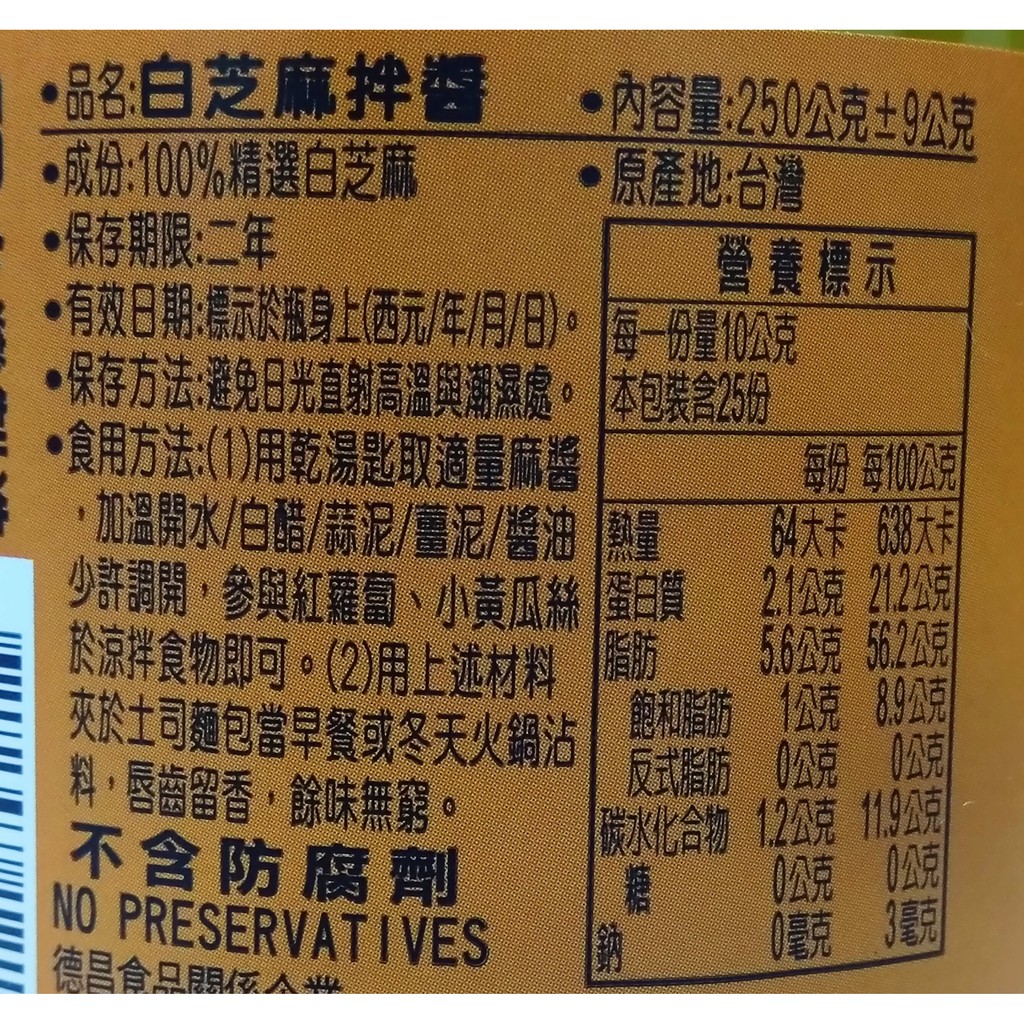 •品名:白芝麻拌醬
•內容量:250公克±9公克
•成份:100%精選白芝麻
•原產地:台灣
•保存期限:二年
•有效日期:標示於瓶身上(西元/年/月/日)。
•保存方法:避免日光直射高溫與潮濕處。
•食用方法:(1)用乾湯匙取適量麻醬
，加溫開水/白醋/蒜泥/薑泥/醬油
少許調開，參與紅蘿蔔、小黃瓜絲
於涼拌食物即可。(2)用上述材料
夾於土司麵包當早餐或冬天火鍋沾
料，唇齒留香，餘味無窮。
不含防腐劑
NO PRESERVATIVES
德昌食品關係企業
營養標示
每一份量10公克
本包裝含25份
每份 每100公克
熱量 64大卡 638大卡
蛋白質 2.1公克 21.2公克
脂肪 5.6公克 56.2公克
飽和脂肪 1公克 8.9公克
反式脂肪 0公克 0公克
碳水化合物 1.2公克 11.9公克
糖 0公克 0公克
鈉 0毫克 3毫克